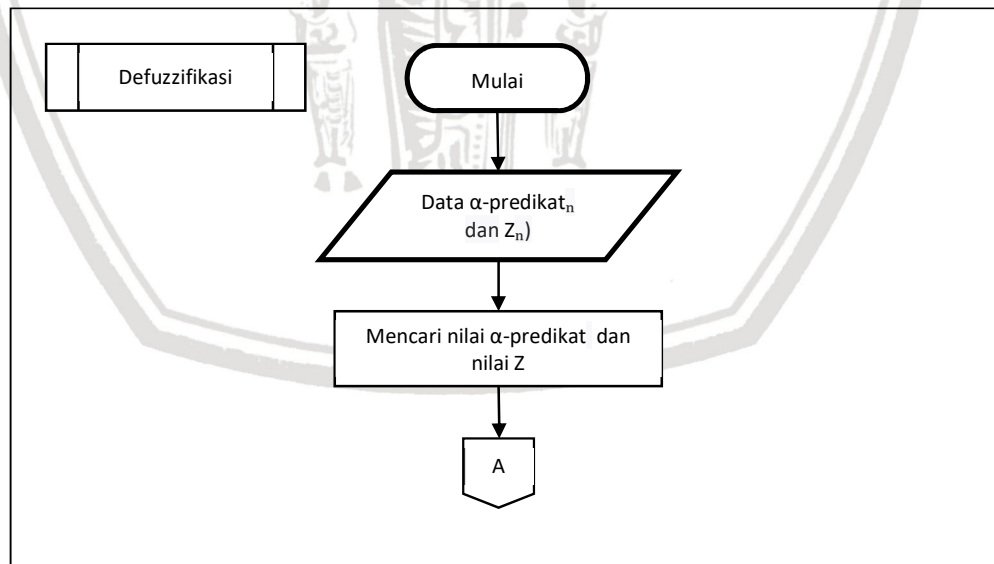 Defuzzifikasi
Mulai
Data α-predikatₙ
dan Zₙ)
Mencari nilai α-predikat dan
nilai Z
A